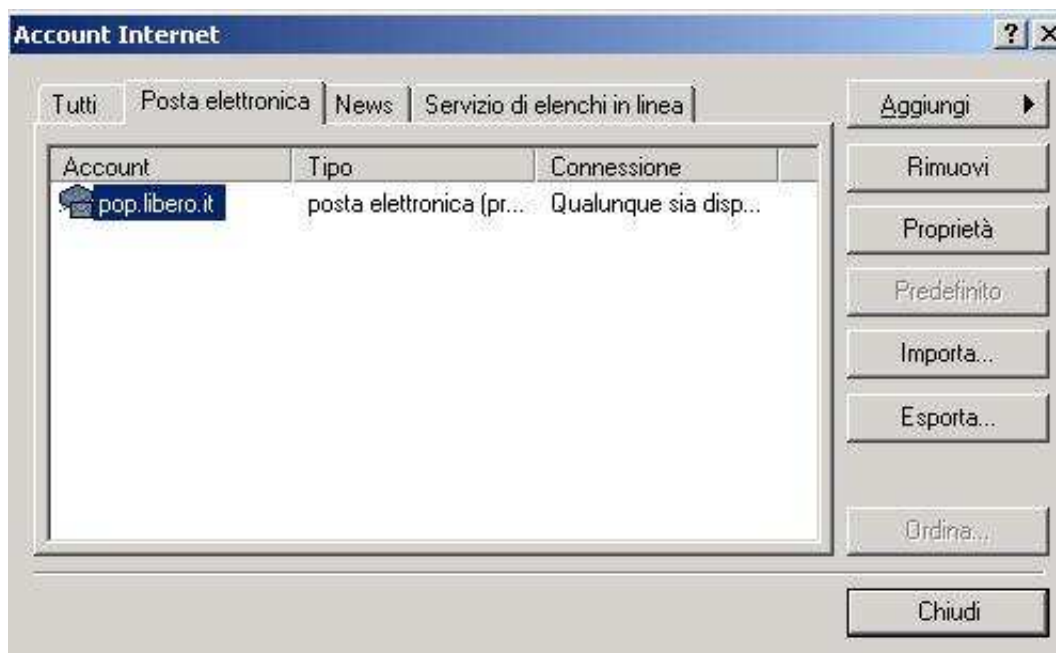 Account Internet
Tutti Posta elettronica News Servizio di elenchi in linea
Account Tipo Connessione
pop.libero.it posta elettronica (pr... Qualunque sia disp...
Aggiungi
Rimuovi
Proprietà
Predefinito
Importa...
Esporta...
Ordina...
Chiudi